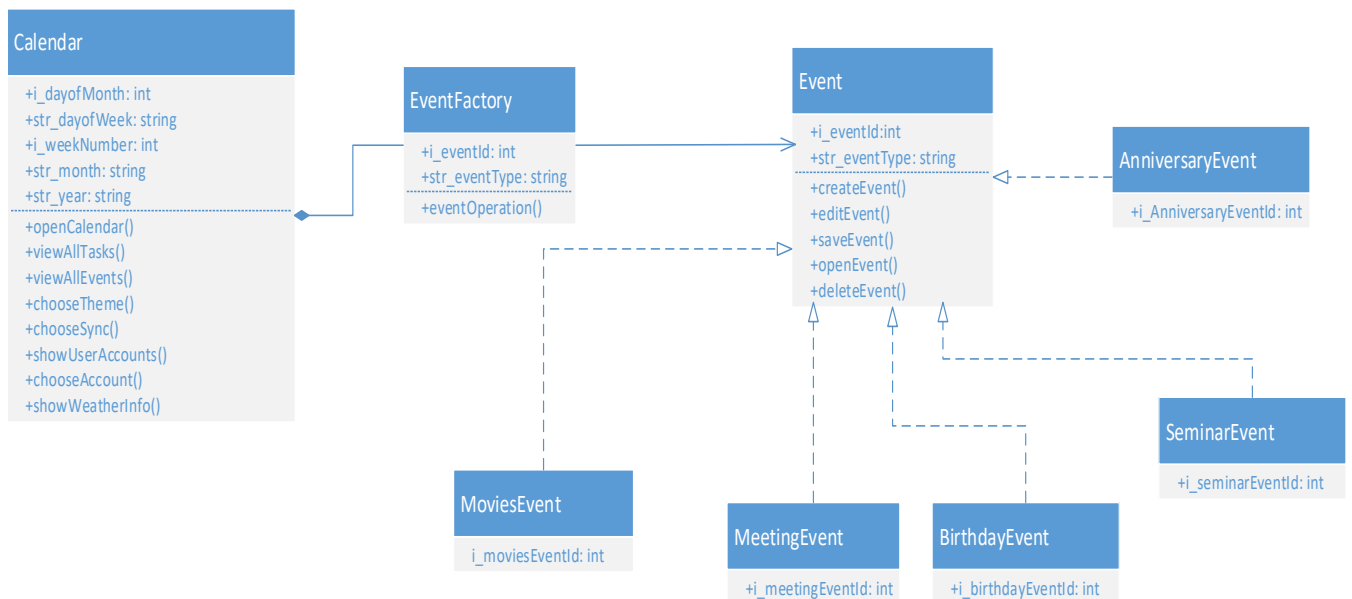 Calendar
+i_dayofMonth: int
+str_dayofWeek: string
+i_weekNumber: int
+str_month: string
+str_year: string
+openCalendar()
+viewAllTasks()
+viewAllEvents()
+chooseTheme()
+chooseSync()
+showUserAccounts()
+chooseAccount()
+showWeatherInfo()
EventFactory
+i_eventId: int
+str_eventType: string
+eventOperation()
Event
+i_eventId:int
+str_eventType: string
+createEvent()
+editEvent()
+saveEvent()
+openEvent()
+deleteEvent()
AnniversaryEvent
+i_AnniversaryEventId: int
SeminarEvent
+i_seminarEventId: int
MoviesEvent
i_moviesEventId: int
MeetingEvent
+i_meetingEventId: int
BirthdayEvent
+i_birthdayEventId: int